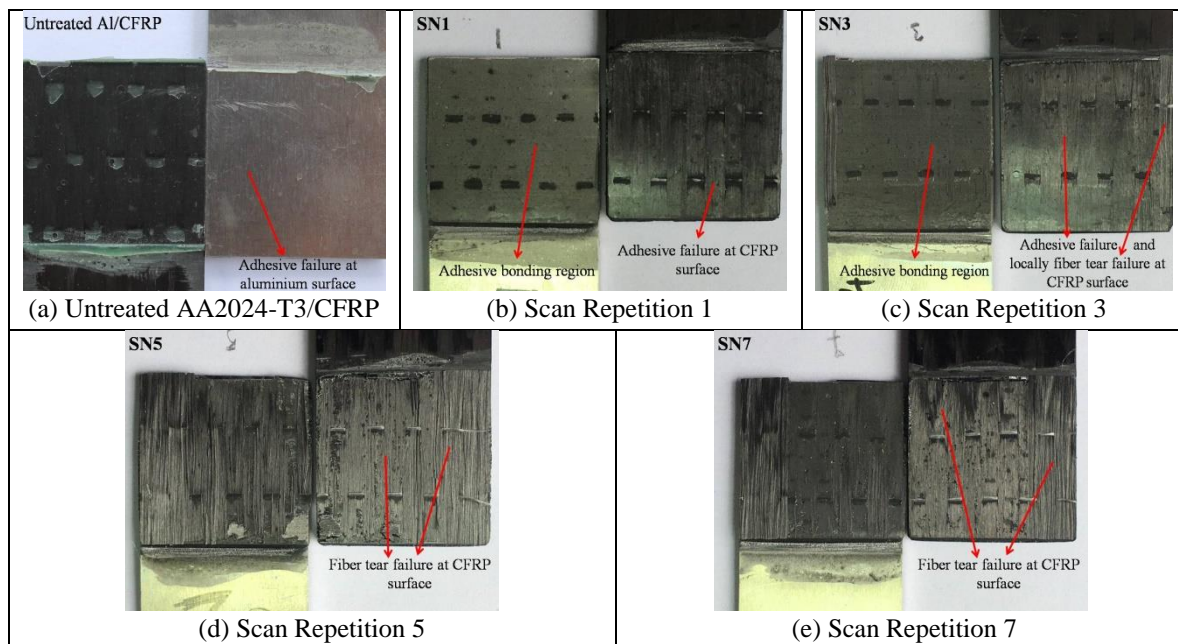 Untreated Al/CFRP
Adhesive failure at
aluminium surface
(a) Untreated AA2024-T3/CFRP
SN1
1
Adhesive bonding region
Adhesive failure at CFRP
surface
(b) Scan Repetition 1
SN3
3
Adhesive bonding region
Adhesive failure and
locally fiber tear failure at
CFRP surface
(c) Scan Repetition 3
SN5
Fiber tear failure at CFRP
surface
(d) Scan Repetition 5
SN7
Fiber tear failure at CFRP
surface
(e) Scan Repetition 7